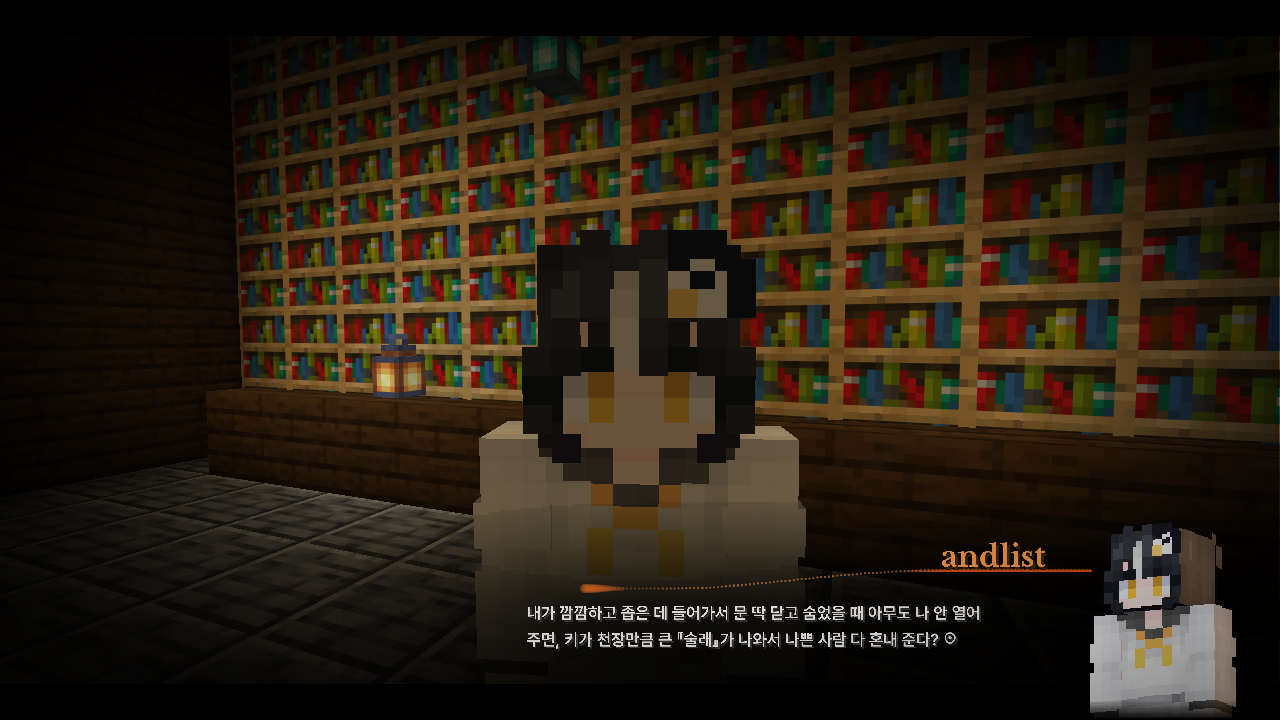 andlist
내가 깜깜하고 좁은 데 들어가서 문 딱 닫고 숨었을 때 아무도 나 안 열어
주면, 키가 천장만큼 큰 『술래』가 나와서 나쁜 사람 다 혼내 준다?